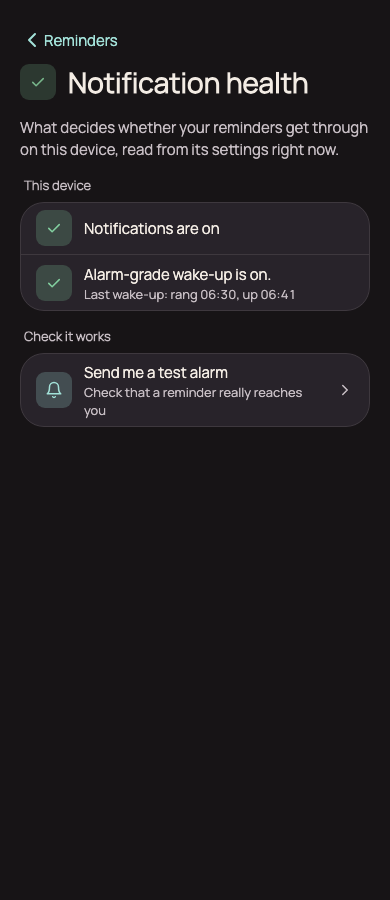 Reminders
Notification health
What decides whether your reminders get through
on this device, read from its settings right now.
This device
Notifications are on
Alarm-grade wake-up is on.
Last wake-up: rang 06:30, up 06:41
Check it works
Send me a test alarm
Check that a reminder really reaches
you